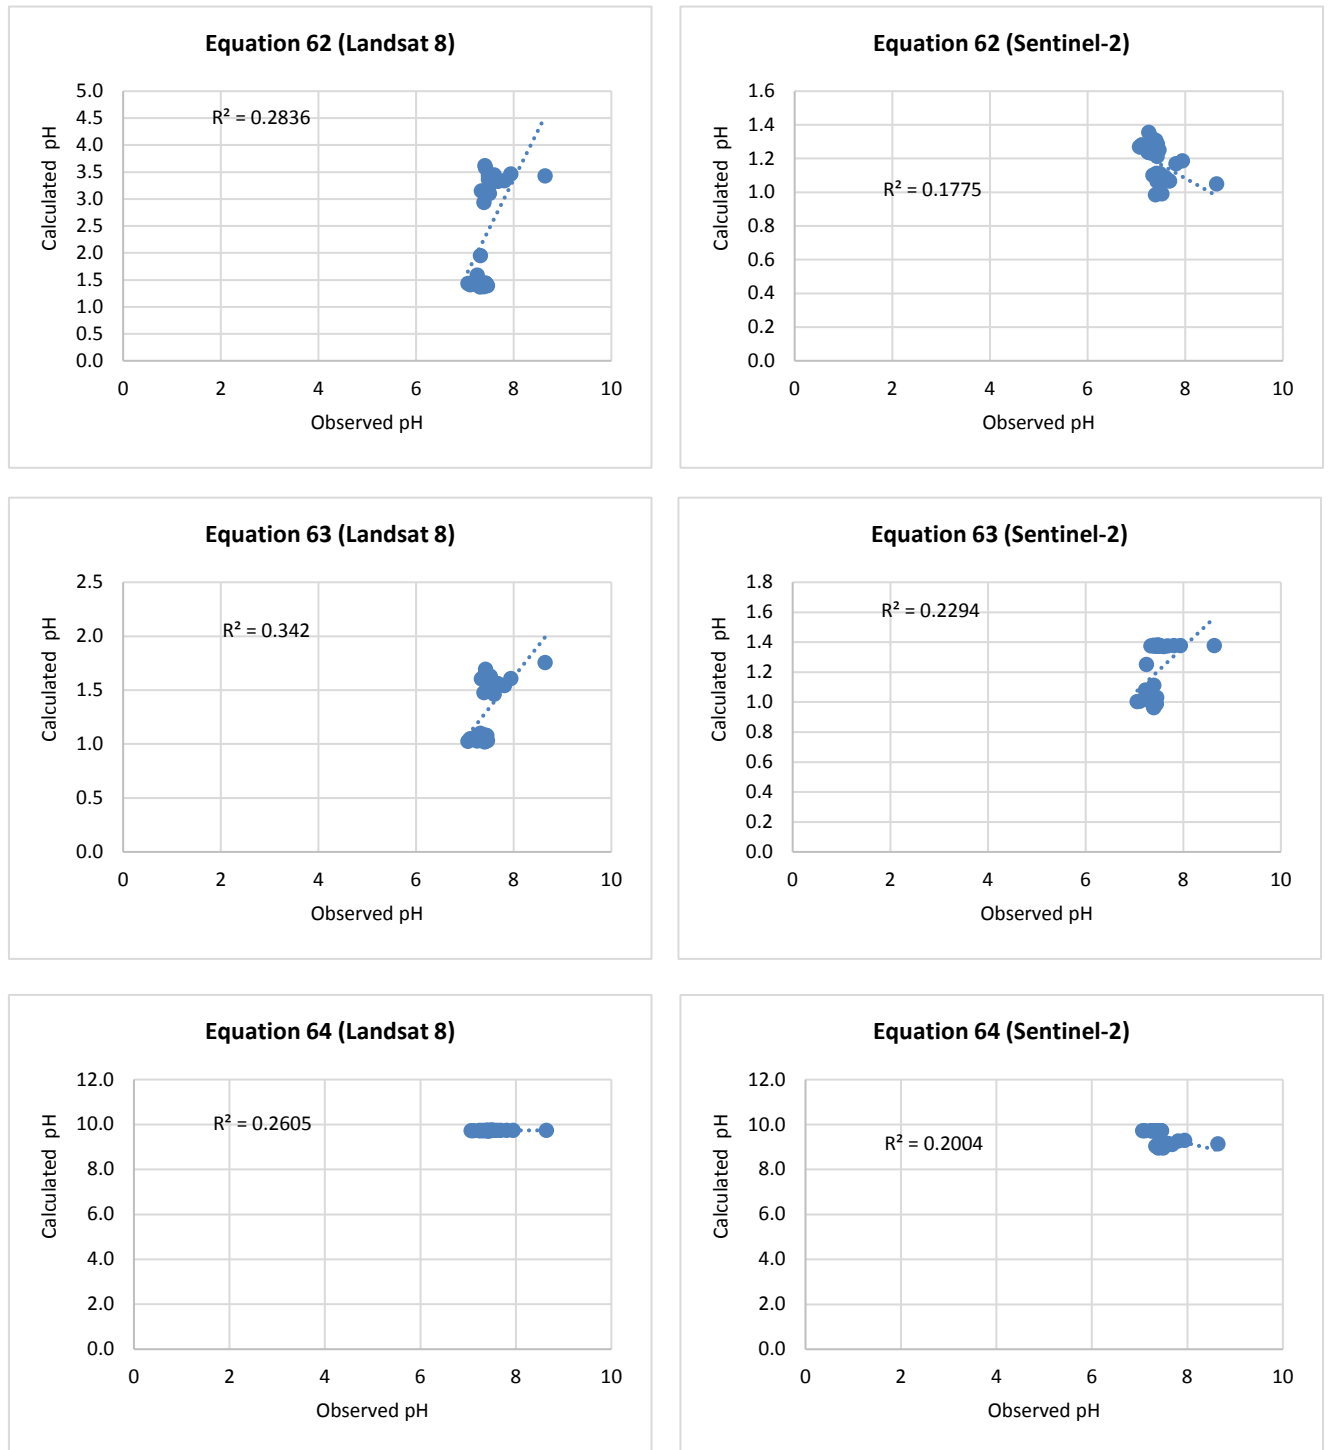 Equation 62 (Landsat 8)
5.0
4.5
4.0
3.5
3.0
2.5
2.0
1.5
1.0
0.5
0.0
Calculated pH
R² = 0.2836
0 2 4 6 8 10
Observed pH
Equation 62 (Sentinel-2)
1.6
1.4
1.2
1.0
0.8
0.6
0.4
0.2
0.0
Calculated pH
R² = 0.1775
0 2 4 6 8 10
Observed pH
Equation 63 (Landsat 8)
2.5
2.0
1.5
1.0
0.5
0.0
Calculated pH
R² = 0.342
0 2 4 6 8 10
Observed pH
Equation 63 (Sentinel-2)
1.8
1.6
1.4
1.2
1.0
0.8
0.6
0.4
0.2
0.0
Calculated pH
R² = 0.2294
0 2 4 6 8 10
Observed pH
Equation 64 (Landsat 8)
12.0
10.0
8.0
6.0
4.0
2.0
0.0
Calculated pH
R² = 0.2605
0 2 4 6 8 10
Observed pH
Equation 64 (Sentinel-2)
12.0
10.0
8.0
6.0
4.0
2.0
0.0
Calculated pH
R² = 0.2004
0 2 4 6 8 10
Observed pH